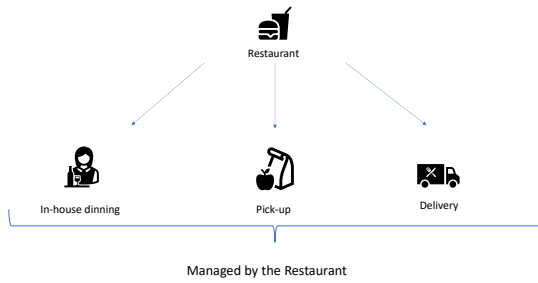 Restaurant
In-house dinning
Pick-up
Delivery
Managed by the Restaurant